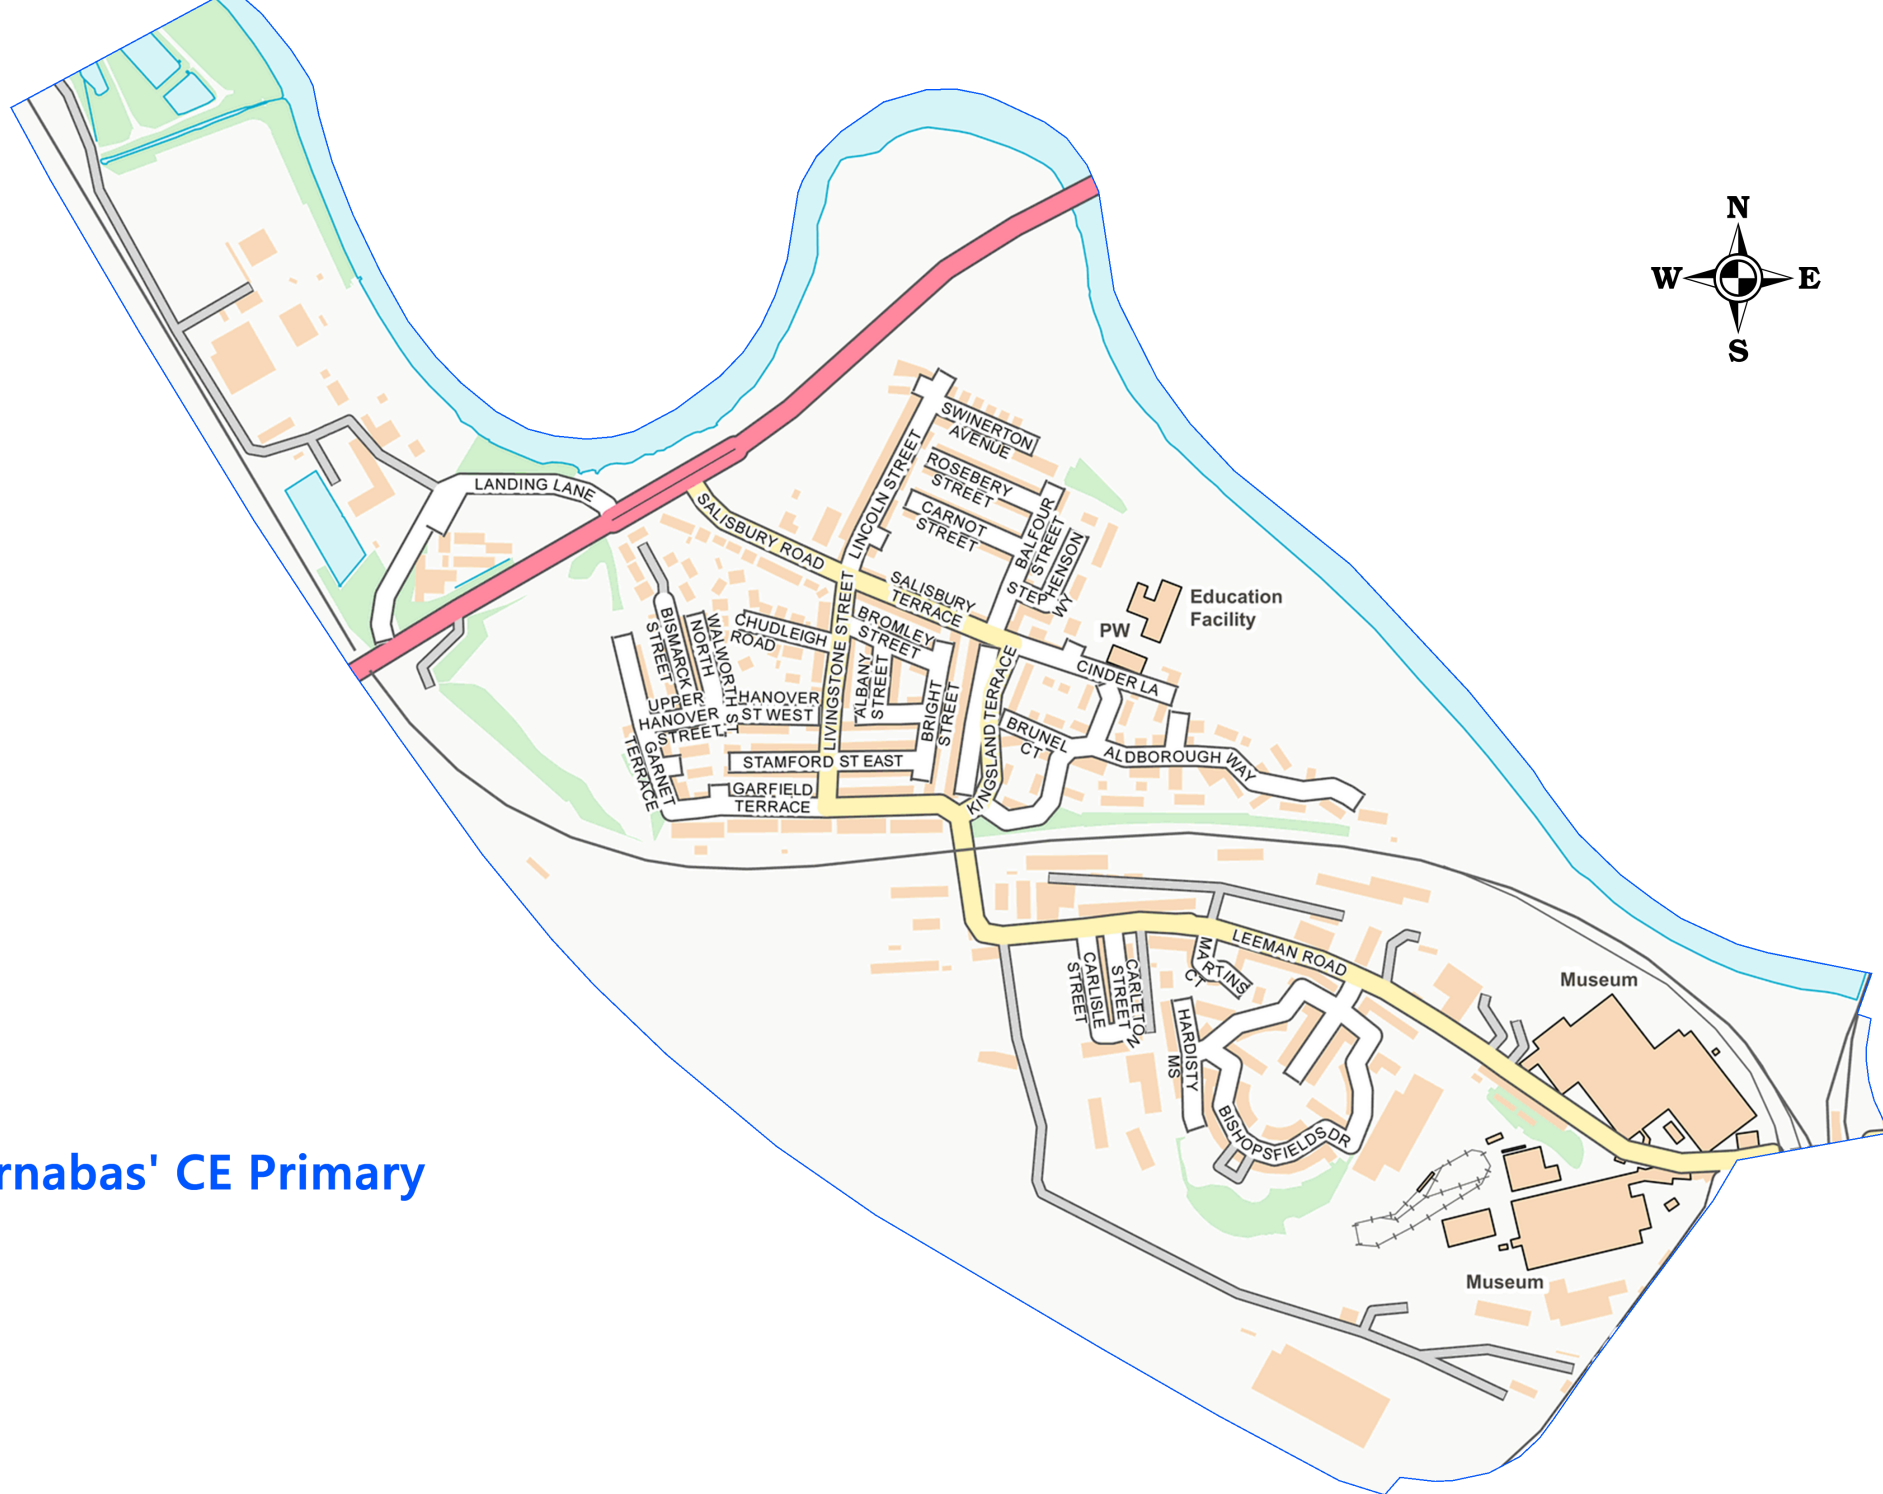 N
W
E
S
SWINERTON
AVENUE
ROSEBERY
STREET
LINCOLN STREET
CARNOT
STREET
BALFOUR
STREET
STEPHENSON
WY
LANDING LANE
SALISBURY ROAD
SALISBURY
TERRACE
Education
Facility
PW
CINDER LA
BISMARCK
STREET
NORTH
WALWORTH ST
CHUDLEIGH
ROAD
LIVINGSTONE STREET
BROMLEY
STREET
ALBANY
STREET
BRIGHT
STREET
KINGSLAND TERRACE
BRUNEL
CT
ALDBOROUGH WAY
UPPER
HANOVER
STREET
HANOVER
ST WEST
GARNET
TERRACE
STAMFORD ST EAST
GARFIELD
TERRACE
LEEMAN ROAD
MARTINS
CT
CARLISLE
STREET
CARLETON
STREET
HARDISTY
MS
BISHOPSFIELDS DR
Museum
Museum
rnabas' CE Primary